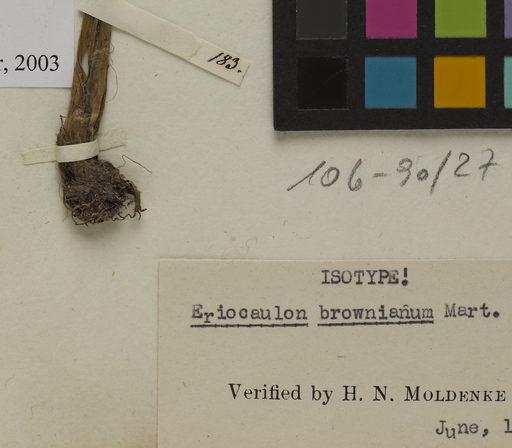 183.
, 2003
106-90/27
ISOTYPE!
Eriocaulon brownianum Mart.
Verified by H. N. MOLDENKE
June, 1